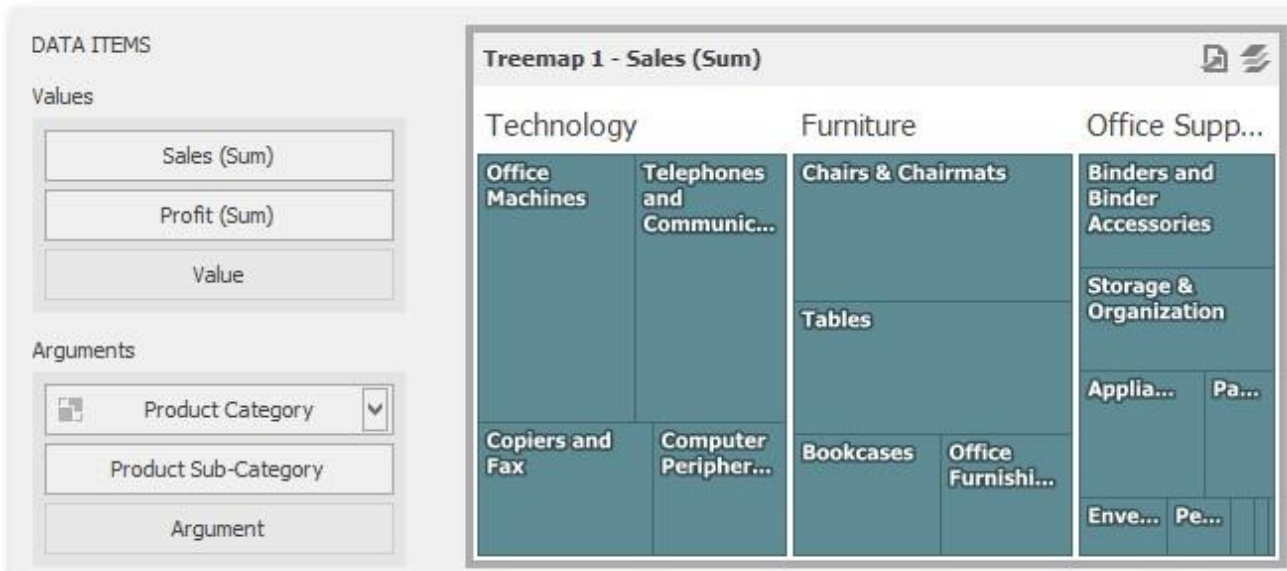 DATA ITEMS
Values
Sales (Sum)
Profit (Sum)
Value
Arguments
Product Category
Product Sub-Category
Argument
Treemap 1 - Sales (Sum)
Technology
Office
Machines
Telephones
and
Communic...
Copiers and
Fax
Computer
Peripher...
Furniture
Chairs & Chairmats
Tables
Bookcases
Office
Furnishi...
Office Supp...
Binders and
Binder
Accessories
Storage &
Organization
Applia...
Pa...
Enve...
Pe...